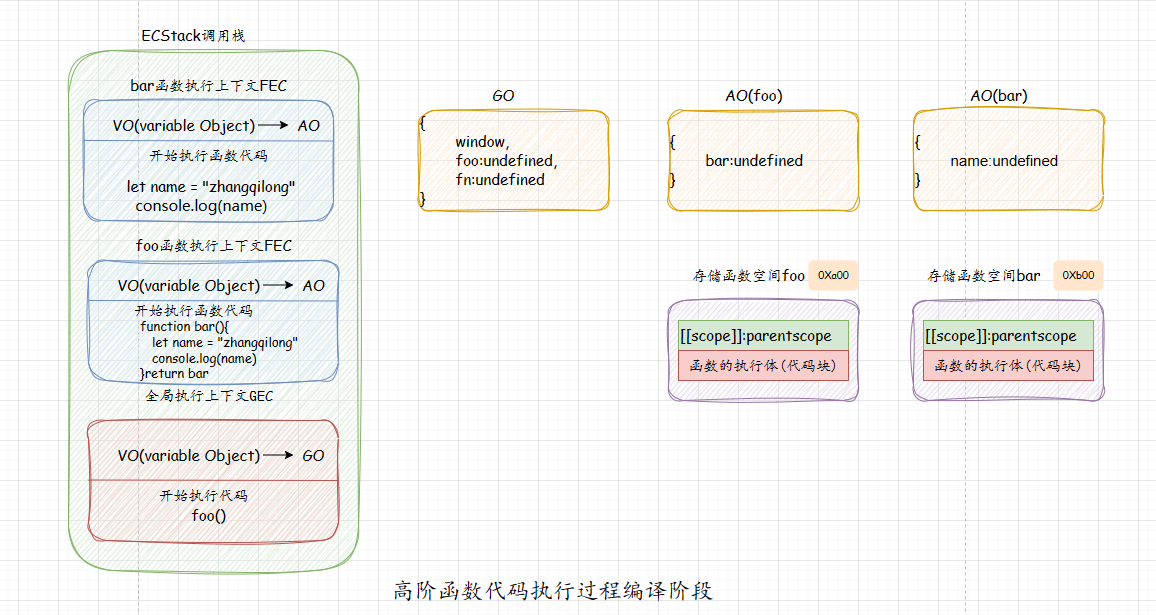 ECStack调用栈
bar函数执行上下文FEC
VO(variable Object) AO
开始执行函数代码
let name = "zhangqilong"
console.log(name)
foo函数执行上下文FEC
VO(variable Object) AO
开始执行函数代码
function bar(){
let name = "zhangqilong"
console.log(name)
}return bar
全局执行上下文GEC
VO(variable Object) GO
开始执行代码
foo()
GO
{
window,
foo:undefined,
fn:undefined
}
AO(foo)
{
bar:undefined
}
AO(bar)
{
name:undefined
}
存储函数空间foo 0Xa00
[[scope]]:parentscope
函数的执行体(代码块)
存储函数空间bar 0Xb00
[[scope]]:parentscope
函数的执行体(代码块)
高阶函数代码执行过程编译阶段